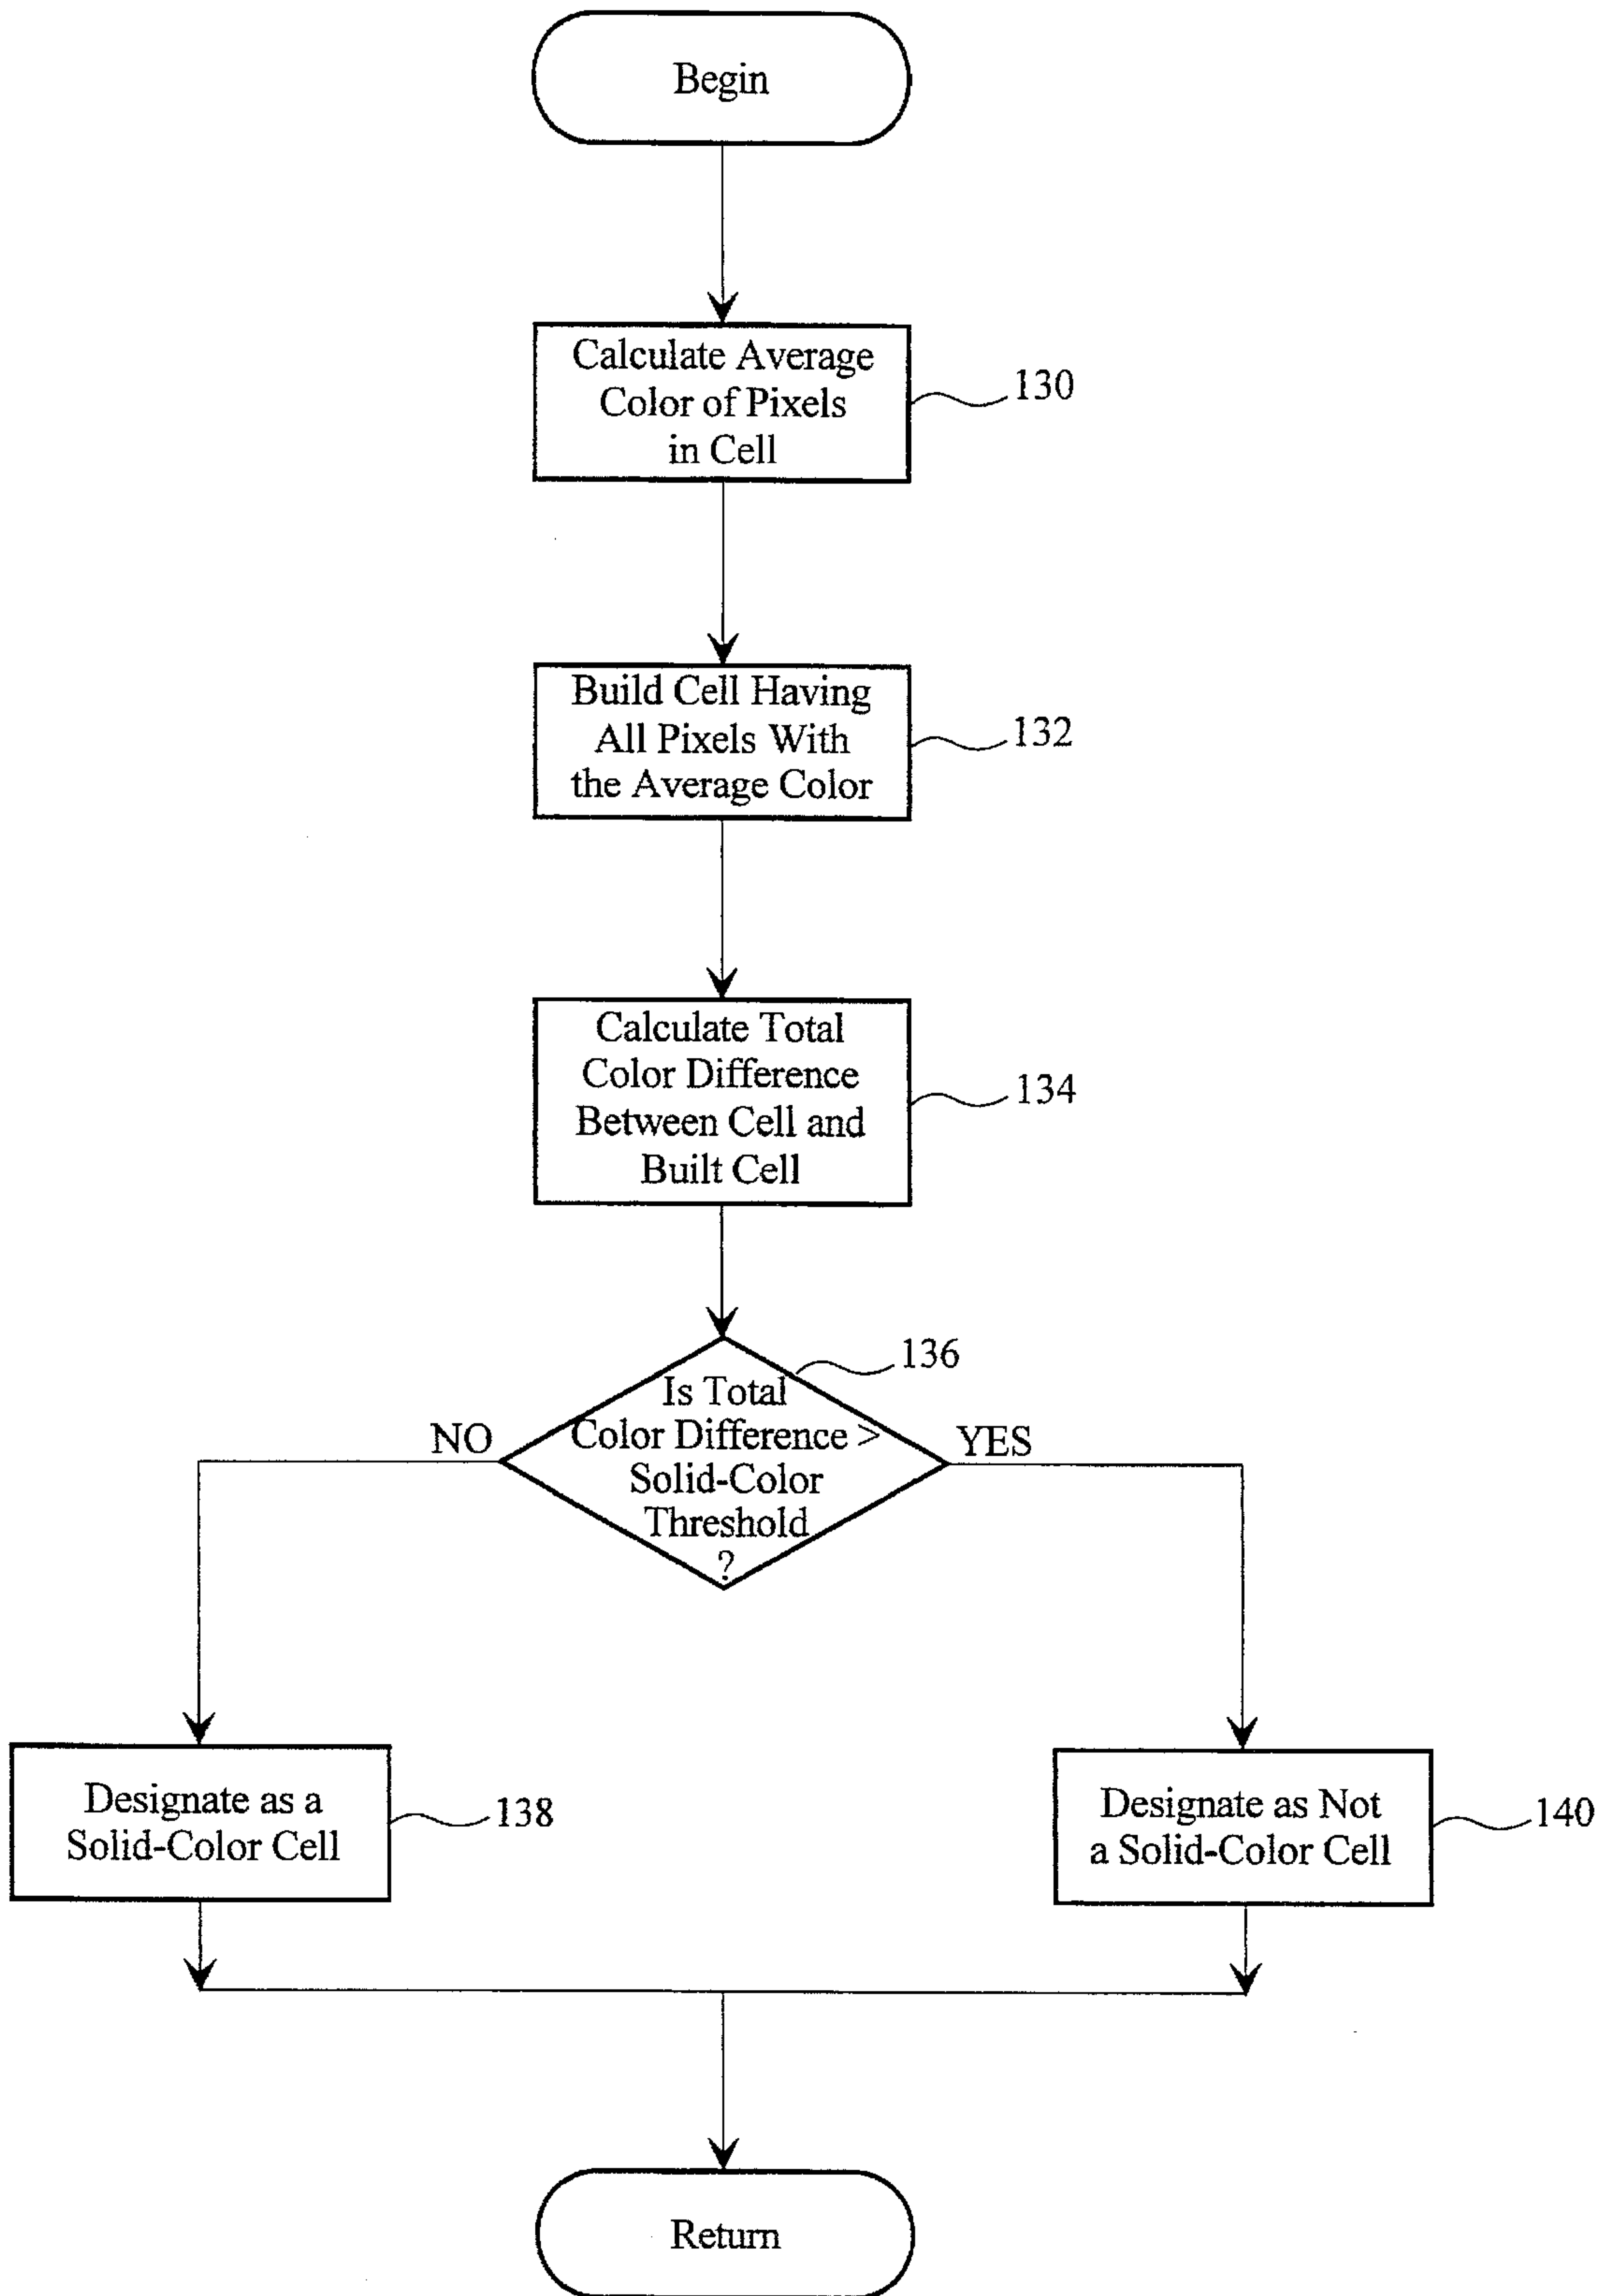 Begin
Calculate Average
Color of Pixels
in Cell
130
Build Cell Having
All Pixels With
the Average Color
132
Calculate Total
Color Difference
Between Cell and
Built Cell
134
136
Is Total
Color Difference >
Solid-Color
Threshold
?
NO
YES
Designate as a
Solid-Color Cell
138
Designate as Not
a Solid-Color Cell
140
Return